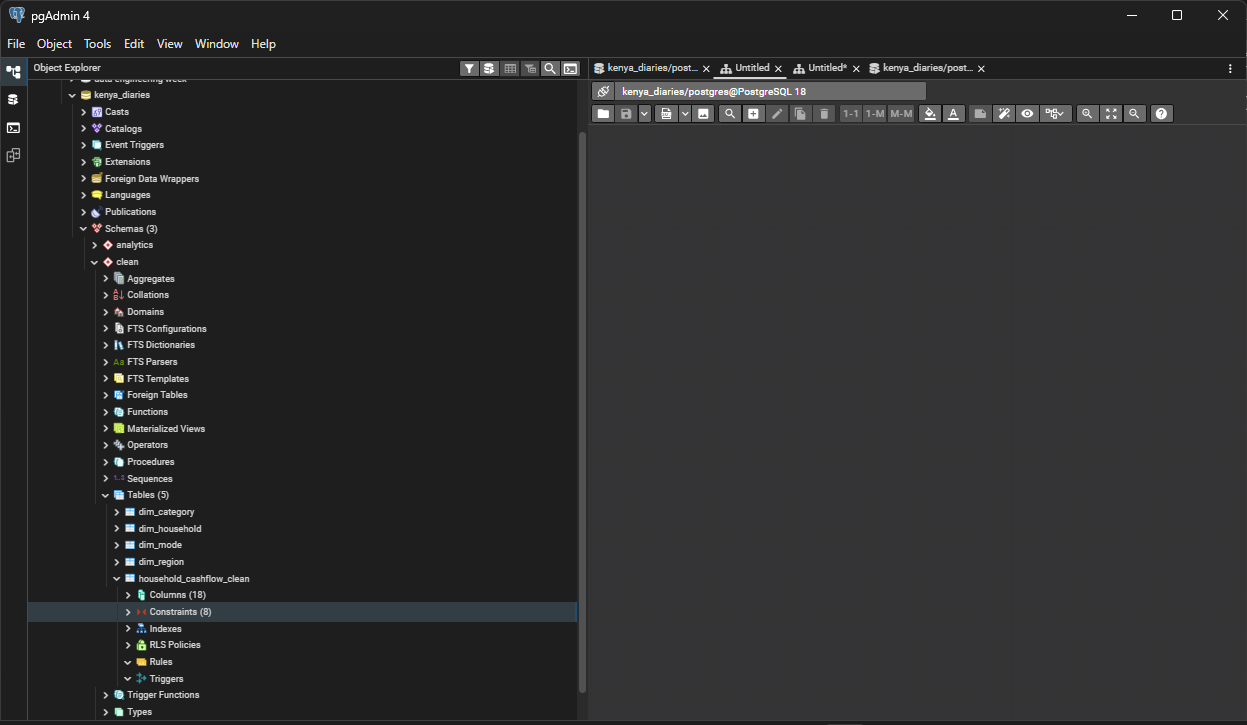 pgAdmin 4
File Object Tools Edit View Window Help
Object Explorer
kenya_diaries/post... Untitled Untitled* kenya_diaries/post...
kenya_diaries/postgres@PostgreSQL 18
1-1 1-M M-M
data engineering week
kenya_diaries
Casts
Catalogs
Event Triggers
Extensions
Foreign Data Wrappers
Languages
Publications
Schemas (3)
analytics
clean
Aggregates
Collations
Domains
FTS Configurations
FTS Dictionaries
FTS Parsers
FTS Templates
Foreign Tables
Functions
Materialized Views
Operators
Procedures
Sequences
Tables (5)
dim_category
dim_household
dim_mode
dim_region
household_cashflow_clean
Columns (18)
Constraints (8)
Indexes
RLS Policies
Rules
Triggers
Trigger Functions
Types